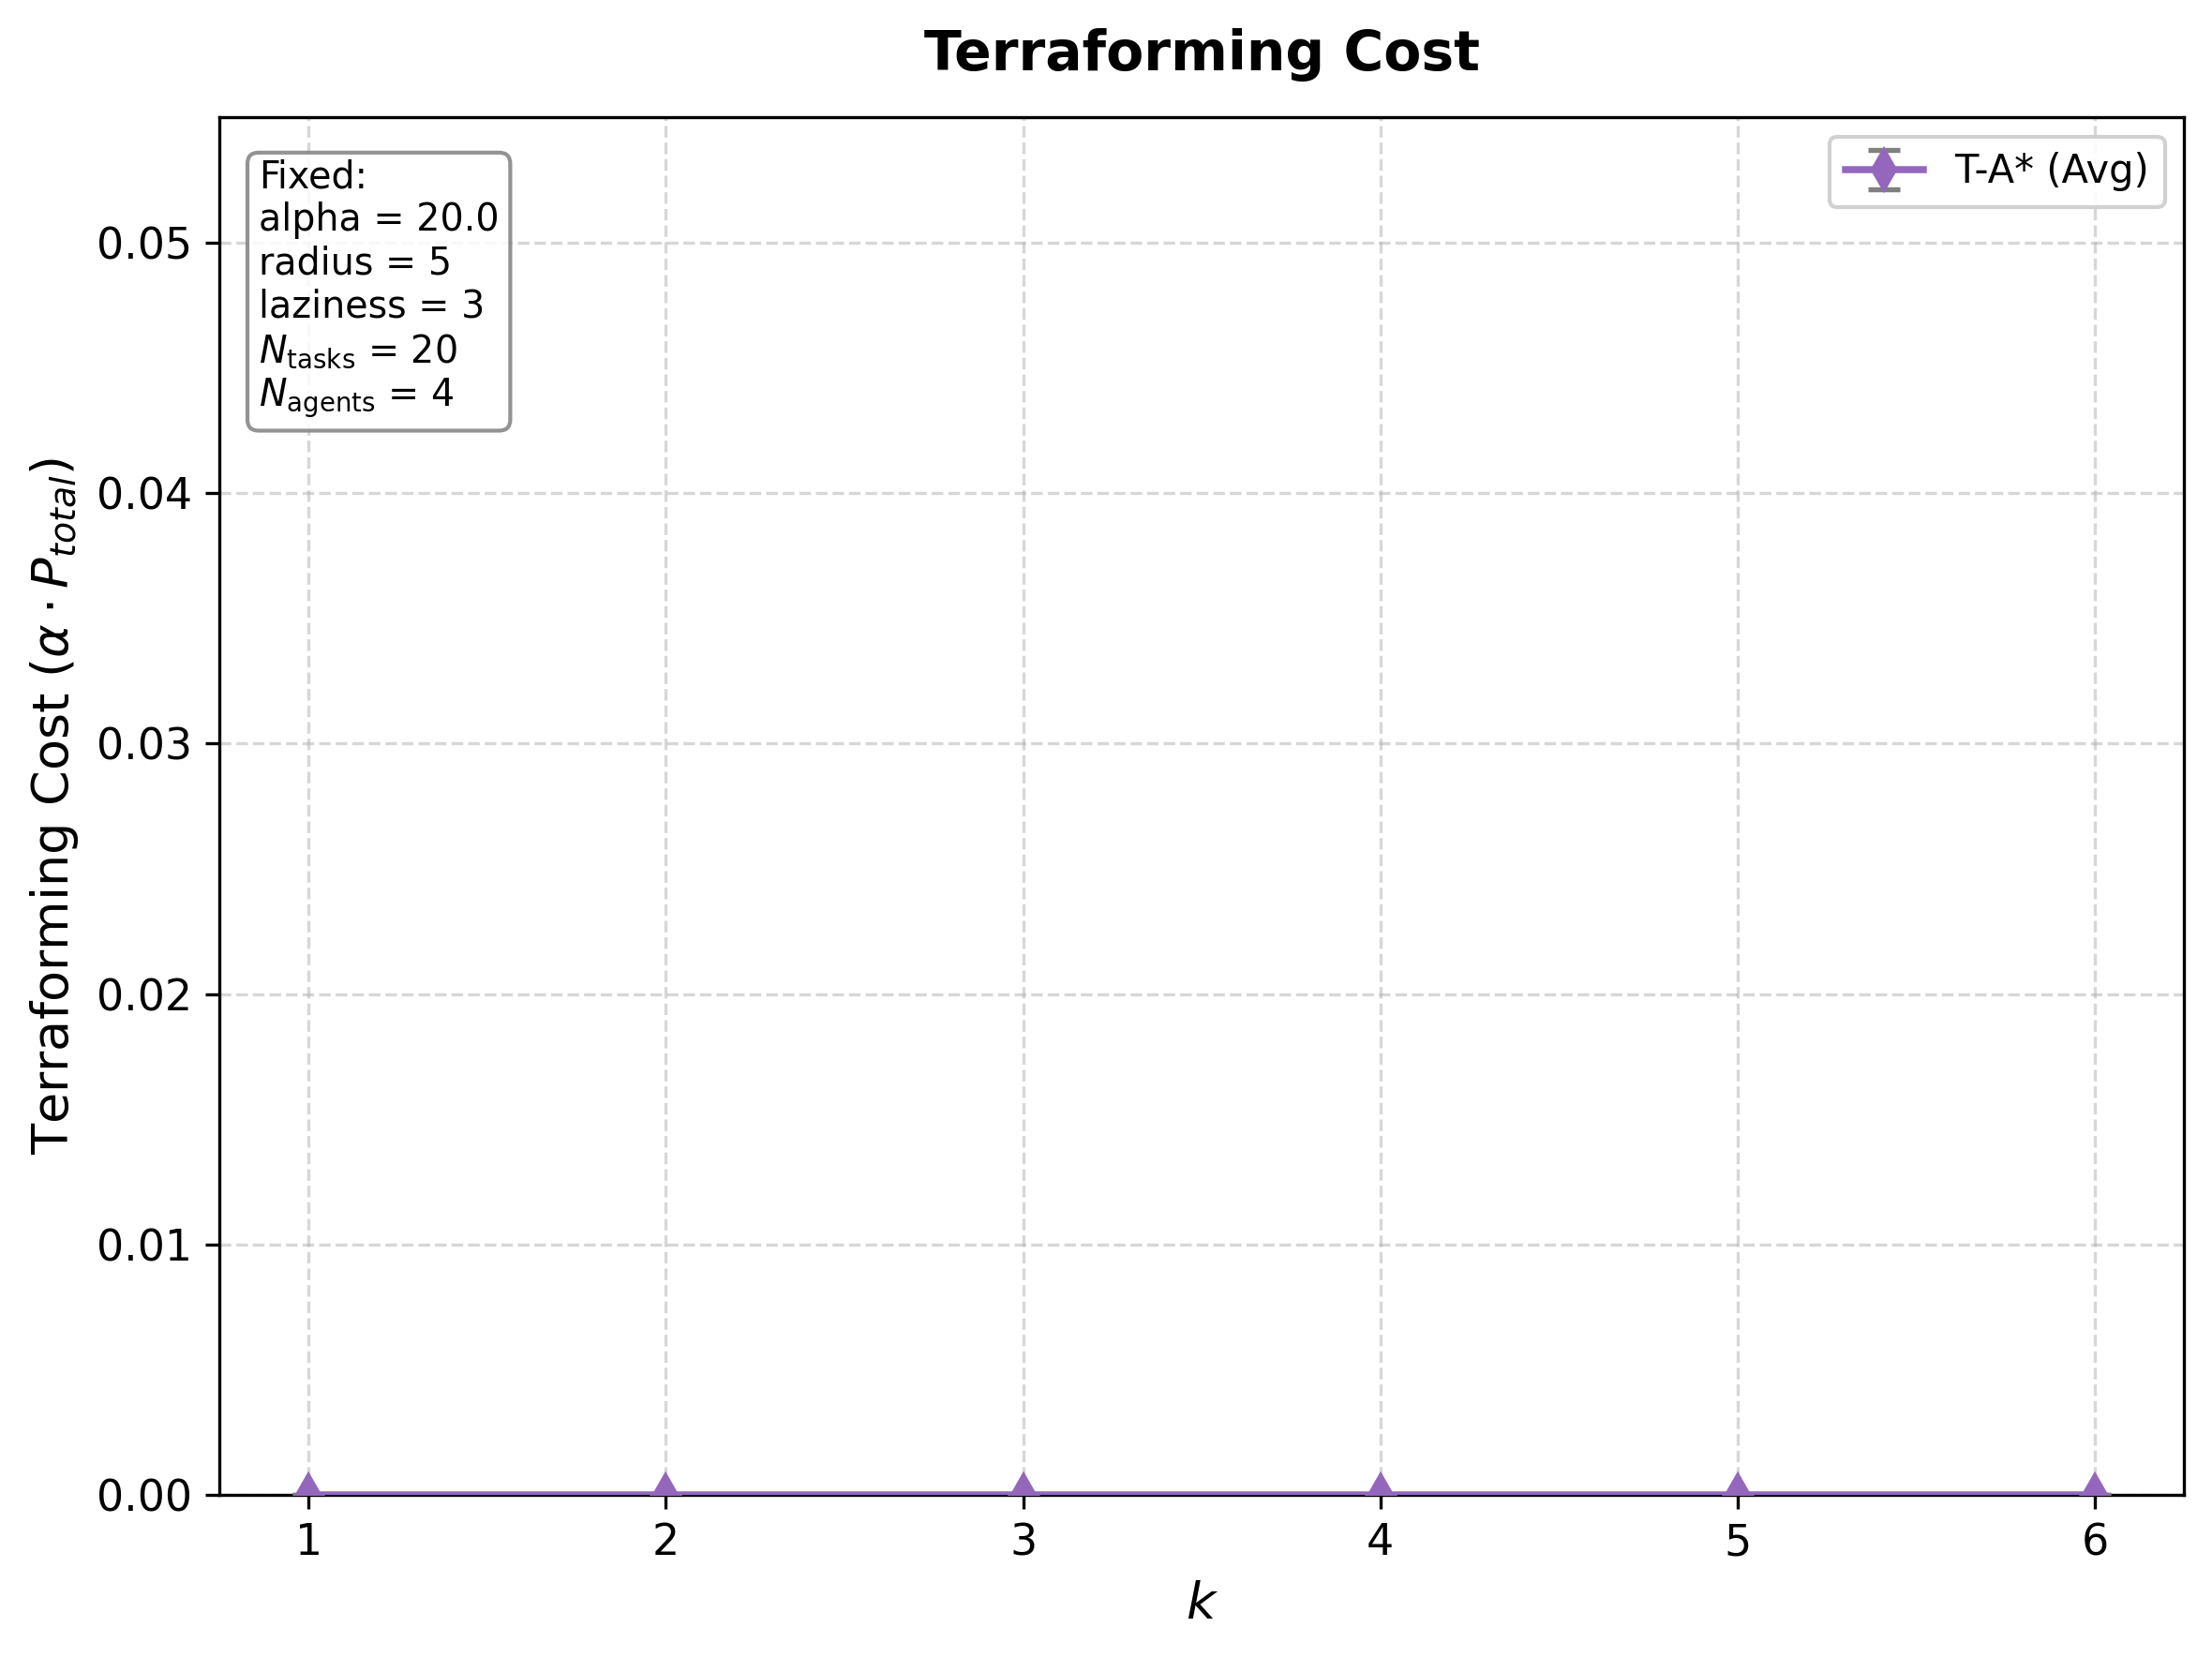 Terraforming Cost
Fixed:
alpha = 20.0
radius = 5
laziness = 3
N_tasks = 20
N_agents = 4
T-A* (Avg)
Terraforming Cost (α · P_total)
0.05
0.04
0.03
0.02
0.01
0.00
1 2 3 4 5 6
k